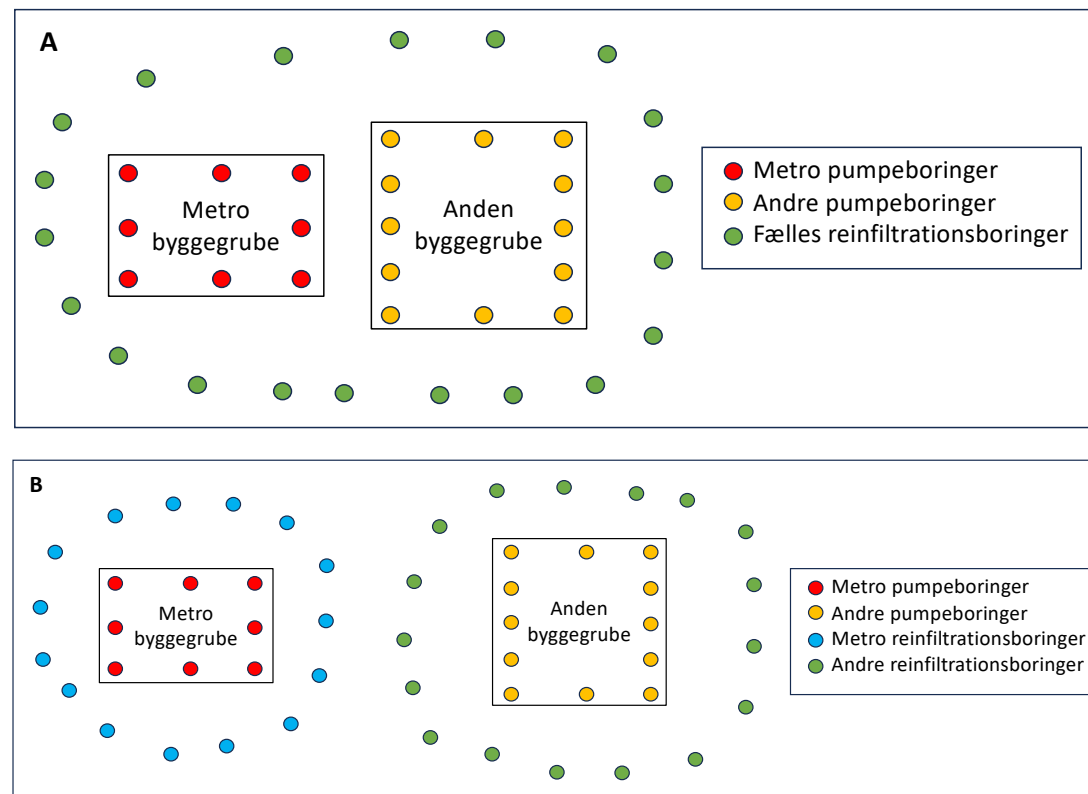 A
Metro
byggegrube
Anden
byggegrube
Metro pumpeboringer
Andre pumpeboringer
Fælles reinfiltrationsboringer
B
Metro
byggegrube
Anden
byggegrube
Metro pumpeboringer
Andre pumpeboringer
Metro reinfiltrationsboringer
Andre reinfiltrationsboringer